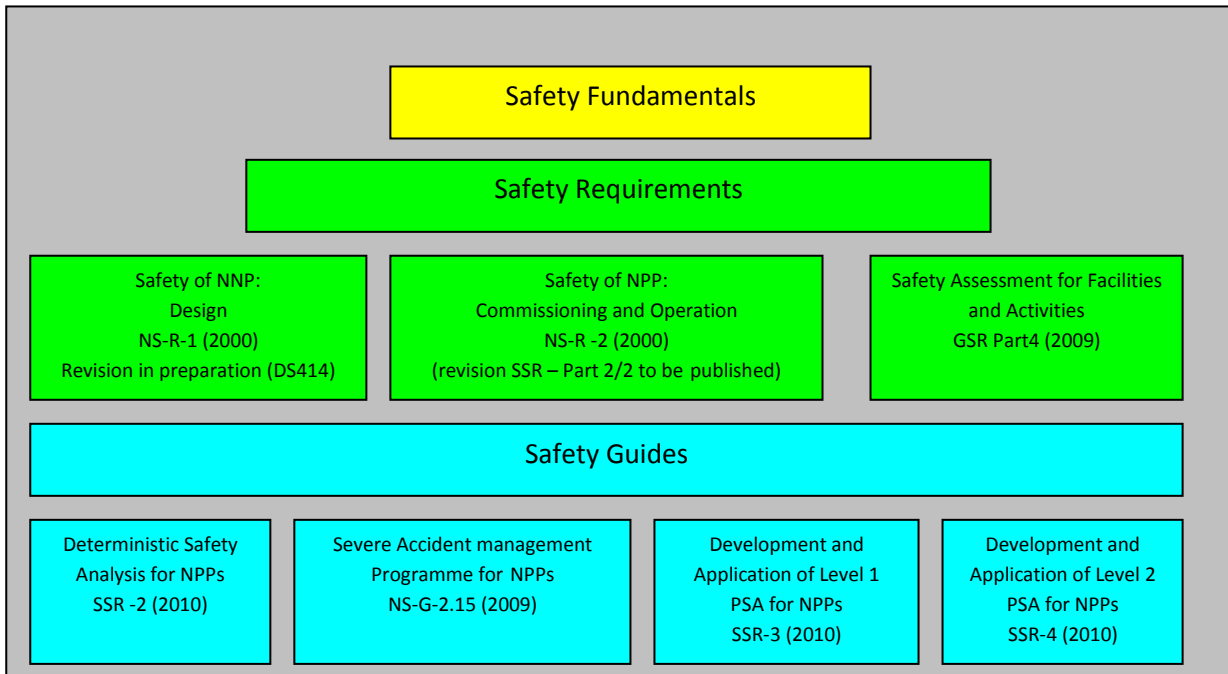 Safety Fundamentals
Safety Requirements
Safety of NNP:
Design
NS-R-1 (2000)
Revision in preparation (DS414)
Safety of NPP:
Commissioning and Operation
NS-R -2 (2000)
(revision SSR – Part 2/2 to be published)
Safety Assessment for Facilities
and Activities
GSR Part4 (2009)
Safety Guides
Deterministic Safety
Analysis for NPPs
SSR -2 (2010)
Severe Accident management
Programme for NPPs
NS-G-2.15 (2009)
Development and
Application of Level 1
PSA for NPPs
SSR-3 (2010)
Development and
Application of Level 2
PSA for NPPs
SSR-4 (2010)